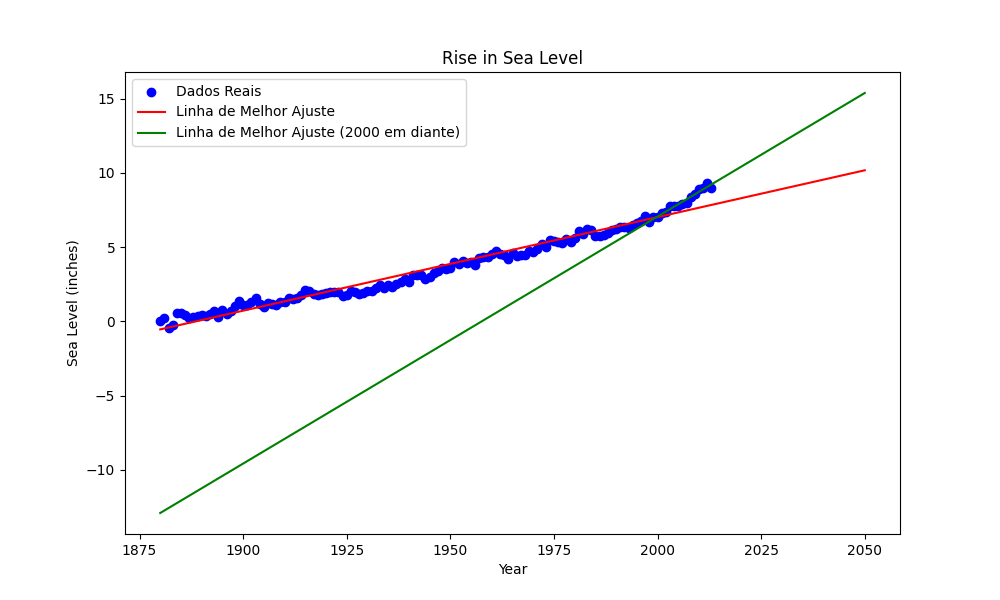 Rise in Sea Level
Dados Reais
Linha de Melhor Ajuste
Linha de Melhor Ajuste (2000 em diante)
Sea Level (inches)
15
10
5
0
−5
−10
1875 1900 1925 1950 1975 2000 2025 2050
Year